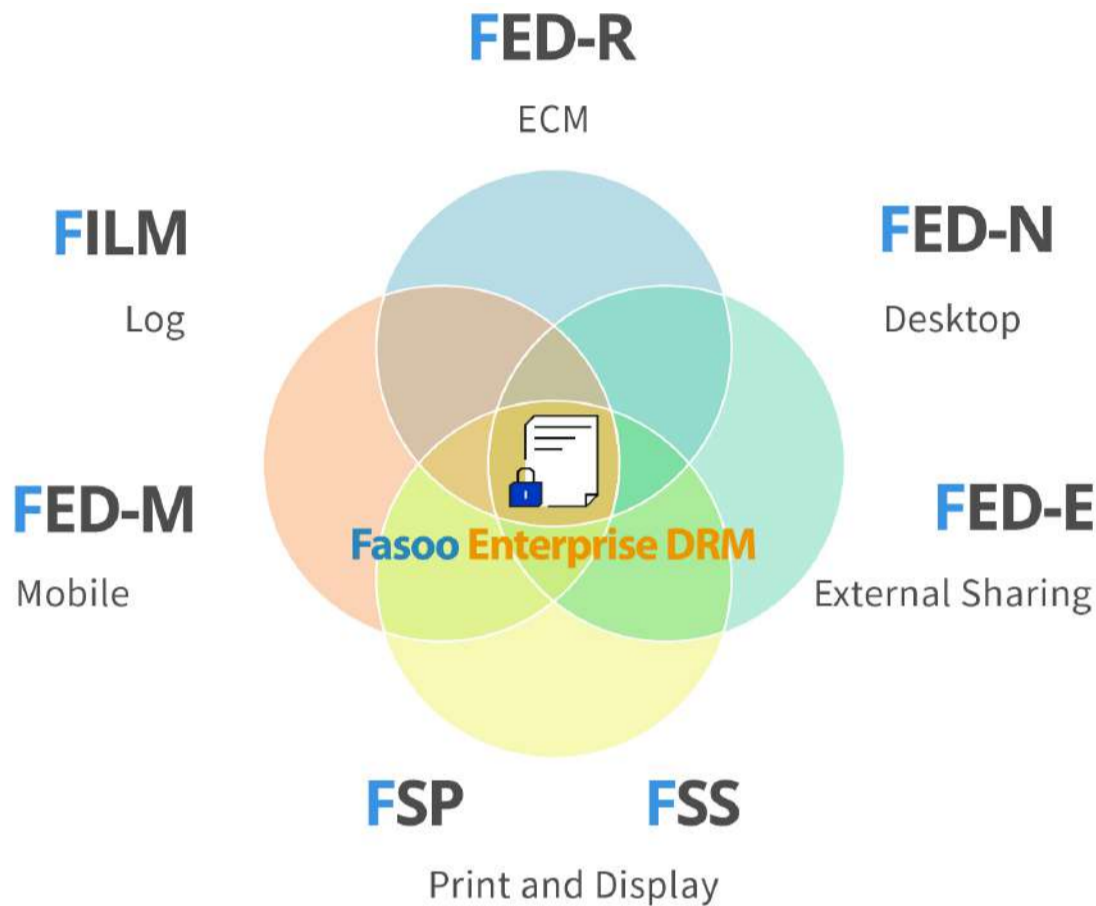 FED-R
ECM
FILM
Log
FED-N
Desktop
FED-M
Mobile
FED-E
External Sharing
Fasoo Enterprise DRM
FSP
FSS
Print and Display